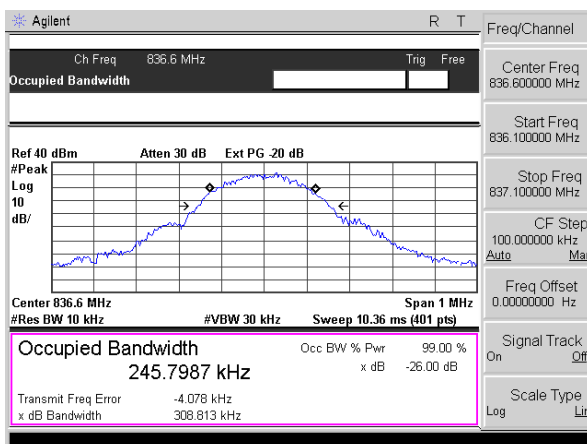 Agilent R T
Freq/Channel
Ch Freq 836.6 MHz Trig Free
Occupied Bandwidth
Center Freq
836.600000 MHz
Start Freq
836.100000 MHz
Stop Freq
837.100000 MHz
CF Step
100.000000 kHz
Auto Ma
Freq Offset
0.00000000 Hz
Signal Track
On Off
Scale Type
Log Lin
Ref 40 dBm Atten 30 dB Ext PG -20 dB
#Peak
Log
10
dB/
Center 836.6 MHz Span 1 MHz
#Res BW 10 kHz #VBW 30 kHz Sweep 10.36 ms (401 pts)
Occupied Bandwidth Occ BW % Pwr 99.00 %
245.7987 kHz x dB -26.00 dB
Transmit Freq Error -4.078 kHz
x dB Bandwidth 308.813 kHz